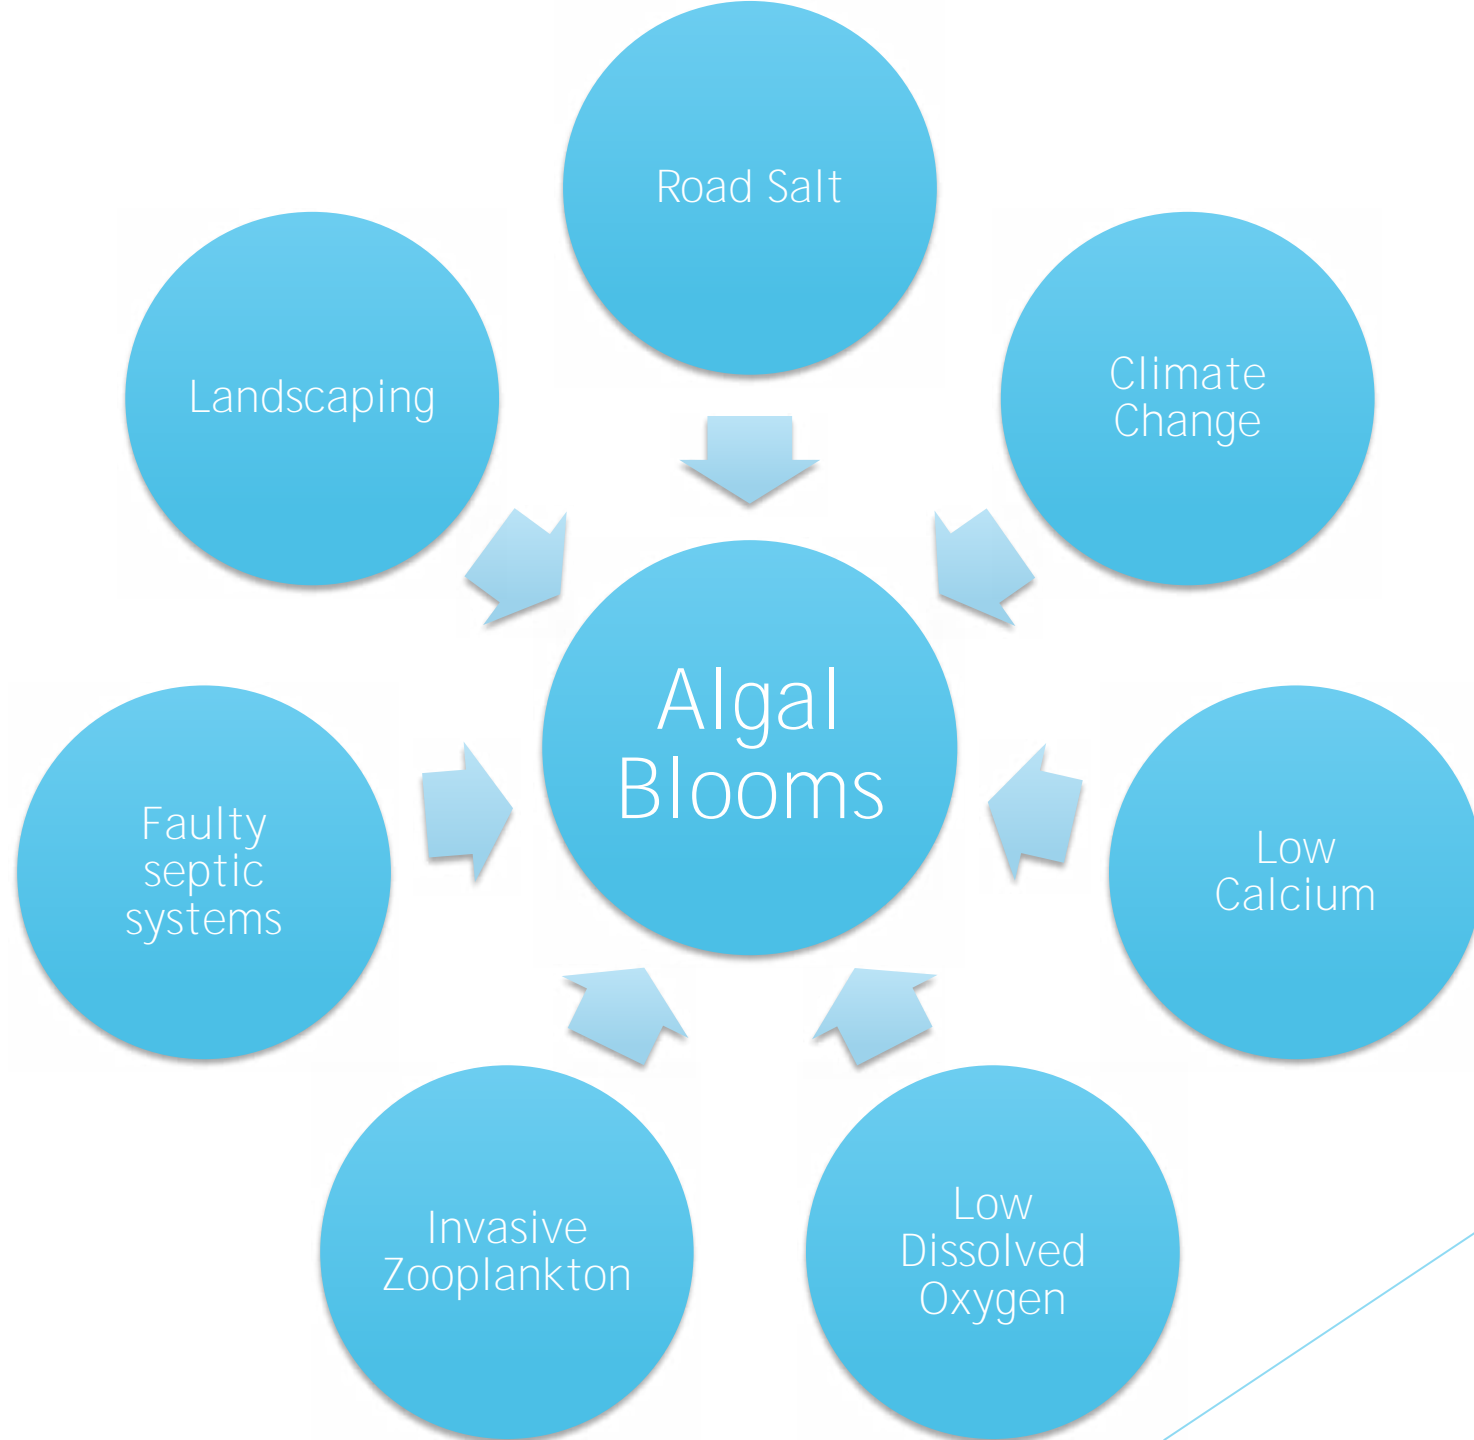 Road Salt
Landscaping
Climate
Change
Algal
Blooms
Faulty
septic
systems
Low
Calcium
Invasive
Zooplankton
Low
Dissolved
Oxygen